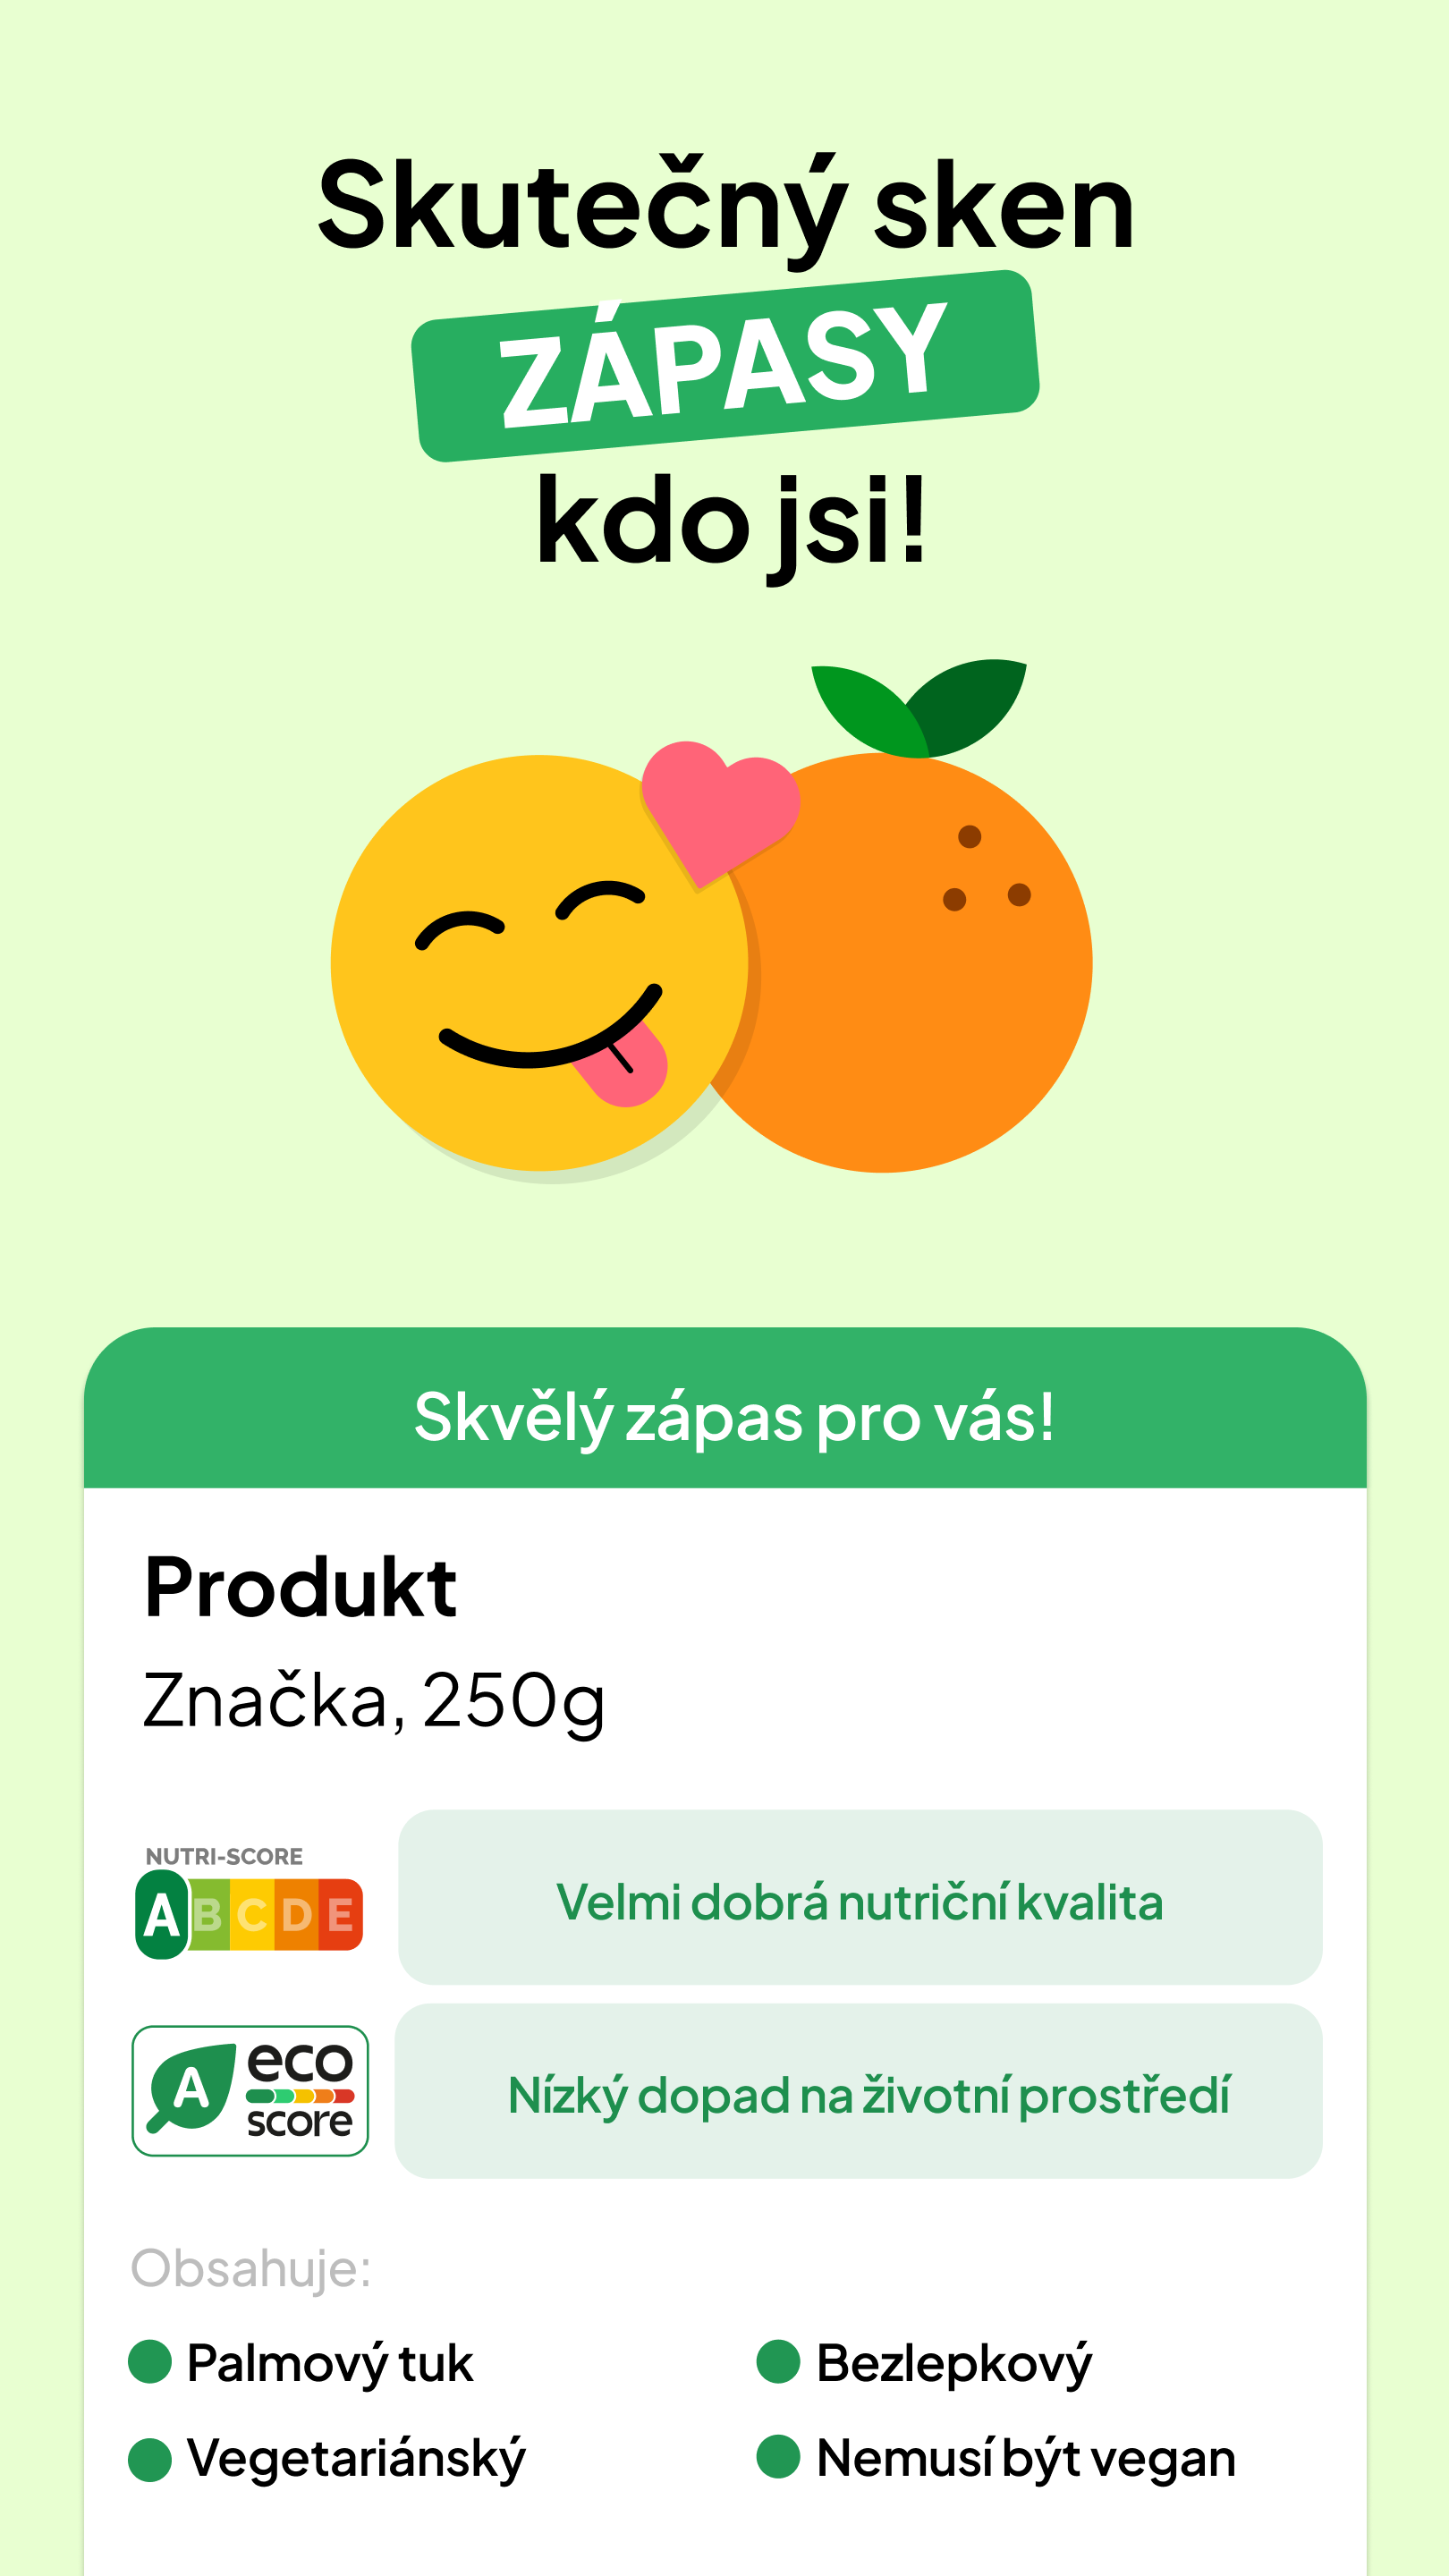 Skutečný sken
ZÁPASY
kdo jsi!
Skvělý zápas pro vás!
Produkt
Značka, 250g
NUTRI-SCORE
A B C D E
Velmi dobrá nutriční kvalita
A
eco
score
Nízký dopad na životní prostředí
Obsahuje:
Palmový tuk
Bezlepkový
Vegetariánský
Nemusí být vegan